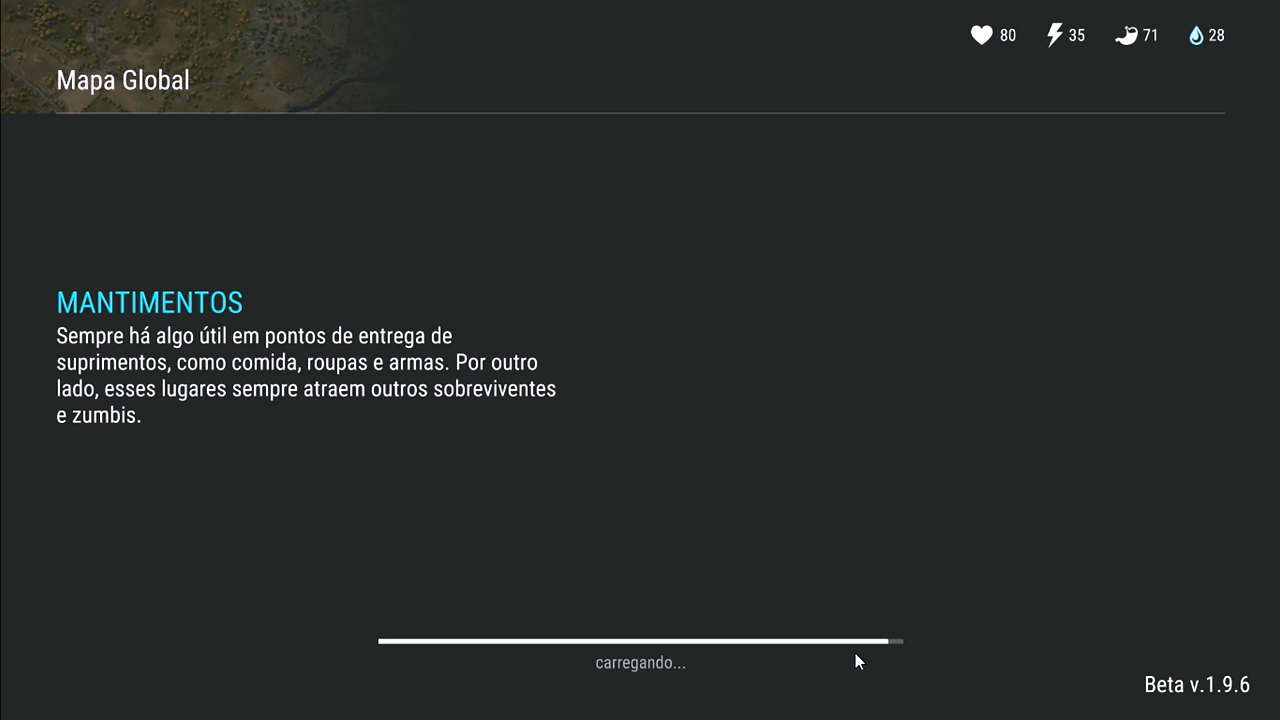 80 35 71 28
Mapa Global
MANTIMENTOS
Sempre há algo útil em pontos de entrega de
suprimentos, como comida, roupas e armas. Por outro
lado, esses lugares sempre atraem outros sobreviventes
e zumbis.
carregando...
Beta v.1.9.6